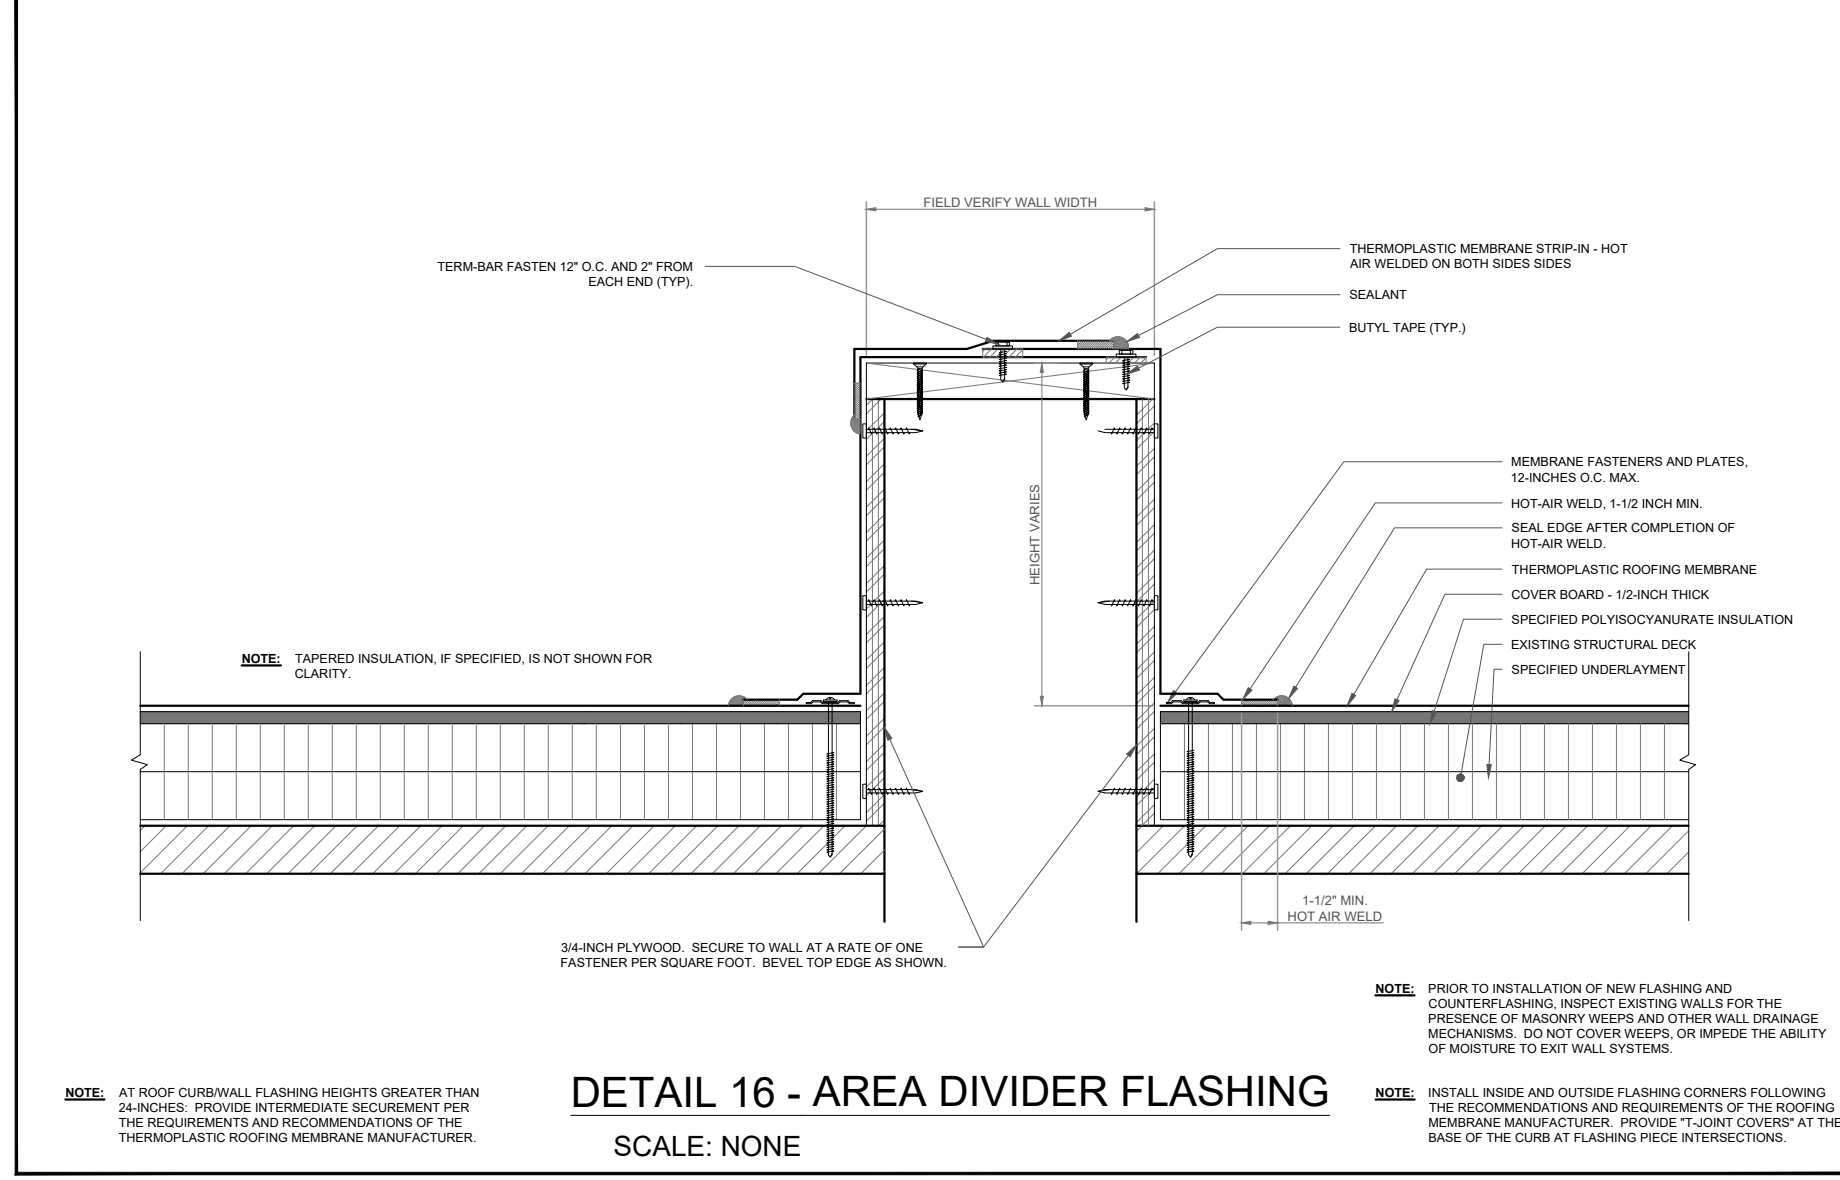 FIELD VERIFY WALL WIDTH
TERM-BAR FASTEN 12" O.C. AND 2" FROM
EACH END (TYP).
THERMOPLASTIC MEMBRANE STRIP-IN - HOT
AIR WELDED ON BOTH SIDES SIDES
SEALANT
BUTYL TAPE (TYP.)
HEIGHT VARIES
MEMBRANE FASTENERS AND PLATES,
12-INCHES O.C. MAX.
HOT-AIR WELD, 1-1/2 INCH MIN.
SEAL EDGE AFTER COMPLETION OF
HOT-AIR WELD.
THERMOPLASTIC ROOFING MEMBRANE
COVER BOARD - 1/2-INCH THICK
SPECIFIED POLYISOCYANURATE INSULATION
EXISTING STRUCTURAL DECK
SPECIFIED UNDERLAYMENT
NOTE: TAPERED INSULATION, IF SPECIFIED, IS NOT SHOWN FOR
CLARITY.
1-1/2" MIN.
HOT AIR WELD
3/4-INCH PLYWOOD. SECURE TO WALL AT A RATE OF ONE
FASTENER PER SQUARE FOOT. BEVEL TOP EDGE AS SHOWN.
NOTE: PRIOR TO INSTALLATION OF NEW FLASHING AND
COUNTERFLASHING, INSPECT EXISTING WALLS FOR THE
PRESENCE OF MASONRY WEEPS AND OTHER WALL DRAINAGE
MECHANISMS. DO NOT COVER WEEPS, OR IMPEDE THE ABILITY
OF MOISTURE TO EXIT WALL SYSTEMS.
NOTE: AT ROOF CURB/WALL FLASHING HEIGHTS GREATER THAN
24-INCHES: PROVIDE INTERMEDIATE SECUREMENT PER
THE REQUIREMENTS AND RECOMMENDATIONS OF THE
THERMOPLASTIC ROOFING MEMBRANE MANUFACTURER.
DETAIL 16 - AREA DIVIDER FLASHING
SCALE: NONE
NOTE: INSTALL INSIDE AND OUTSIDE FLASHING CORNERS FOLLOWING
THE RECOMMENDATIONS AND REQUIREMENTS OF THE ROOFING
MEMBRANE MANUFACTURER. PROVIDE "T-JOINT COVERS" AT THE
BASE OF THE CURB AT FLASHING PIECE INTERSECTIONS.